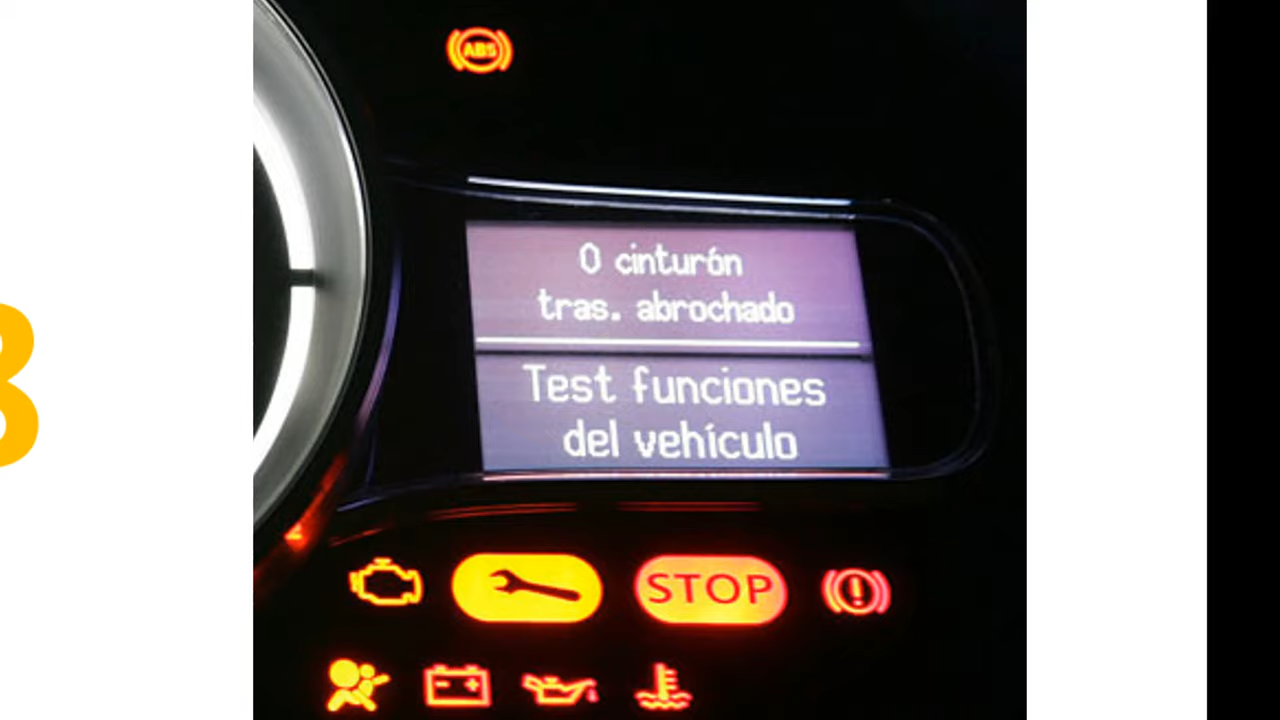 ABS
0 cinturón
tras. abrochado
Test funciones
del vehículo
STOP